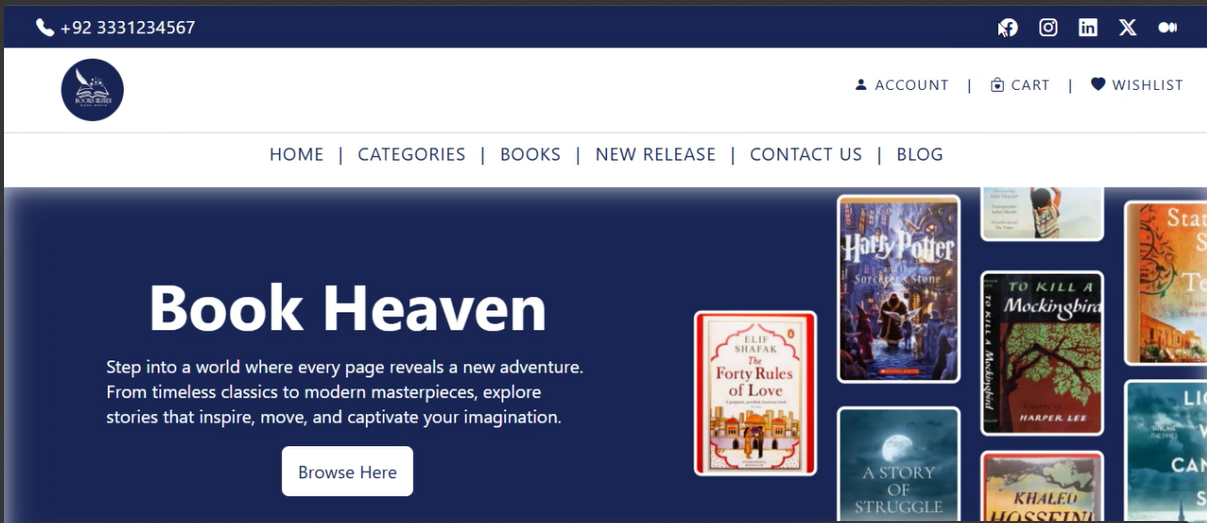 +92 3331234567
ACCOUNT | CART | WISHLIST
HOME | CATEGORIES | BOOKS | NEW RELEASE | CONTACT US | BLOG
Book Heaven
Step into a world where every page reveals a new adventure.
From timeless classics to modern masterpieces, explore
stories that inspire, move, and captivate your imagination.
Browse Here
ELIF
SHAFAK
The
Forty Rules
of Love
Harry Potter
and the
Sorcerer's Stone
A STORY
OF
STRUGGLE
TO KILL A
Mockingbird
TO KILL A Mockingbird
HARPER LEE
KHALED
HOSSEINI